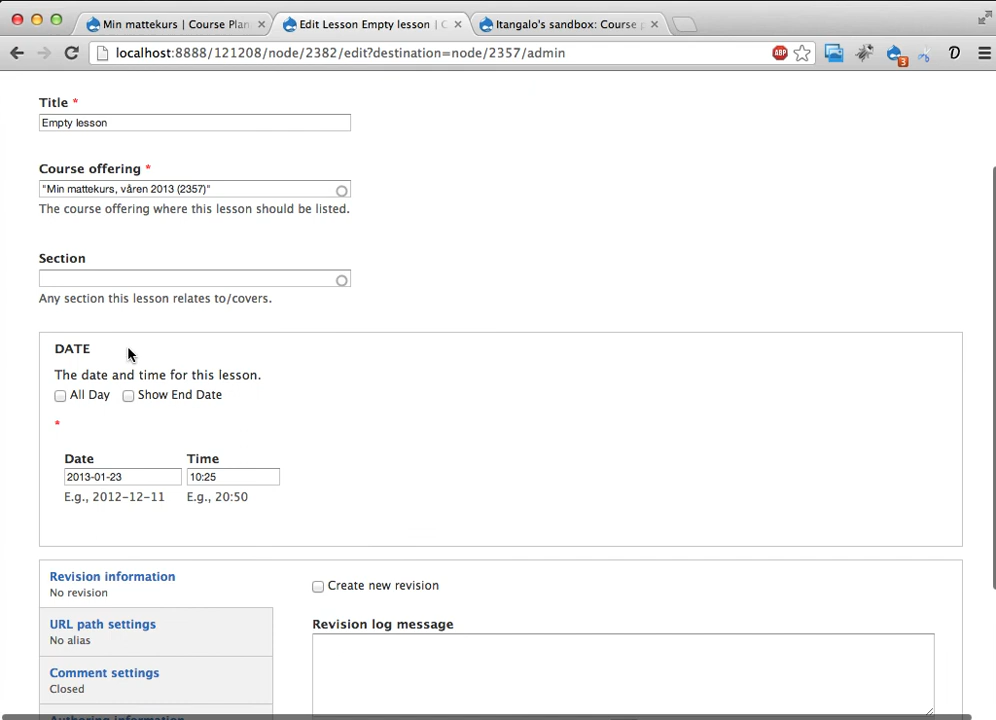 Min mattekurs | Course Plan
Edit Lesson Empty lesson | C
Itangalo's sandbox: Course p
localhost:8888/121208/node/2382/edit?destination=node/2357/admin
ABP
3
D
Title *
Empty lesson
Course offering *
"Min mattekurs, våren 2013 (2357)"
The course offering where this lesson should be listed.
Section
Any section this lesson relates to/covers.
DATE
The date and time for this lesson.
All Day Show End Date
*
Date Time
2013-01-23 10:25
E.g., 2012-12-11 E.g., 20:50
Revision information
No revision
Create new revision
URL path settings
No alias
Revision log message
Comment settings
Closed
Authoring information